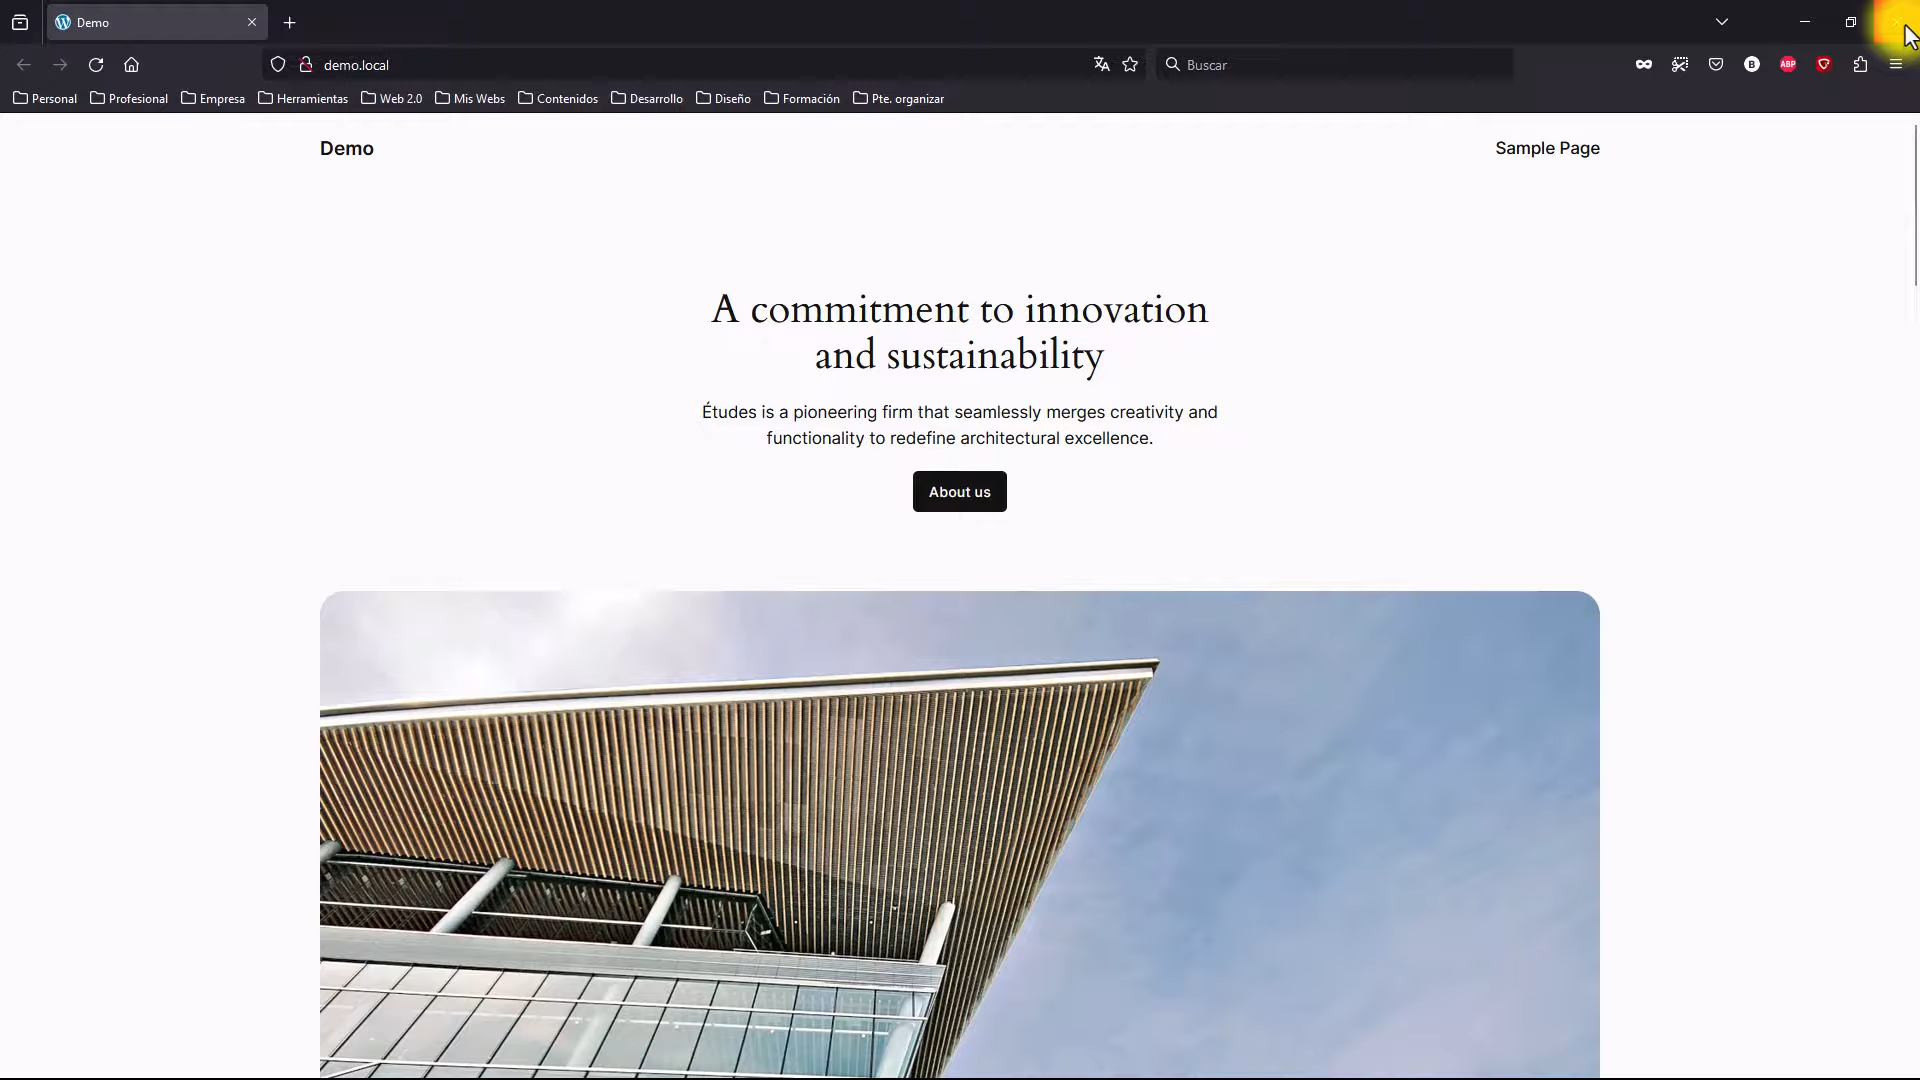 Demo
demo.local
Buscar
B
ABP
Personal
Profesional
Empresa
Herramientas
Web 2.0
Mis Webs
Contenidos
Desarrollo
Diseño
Formación
Pte. organizar
Demo
Sample Page
A commitment to innovation
and sustainability
Études is a pioneering firm that seamlessly merges creativity and
functionality to redefine architectural excellence.
About us